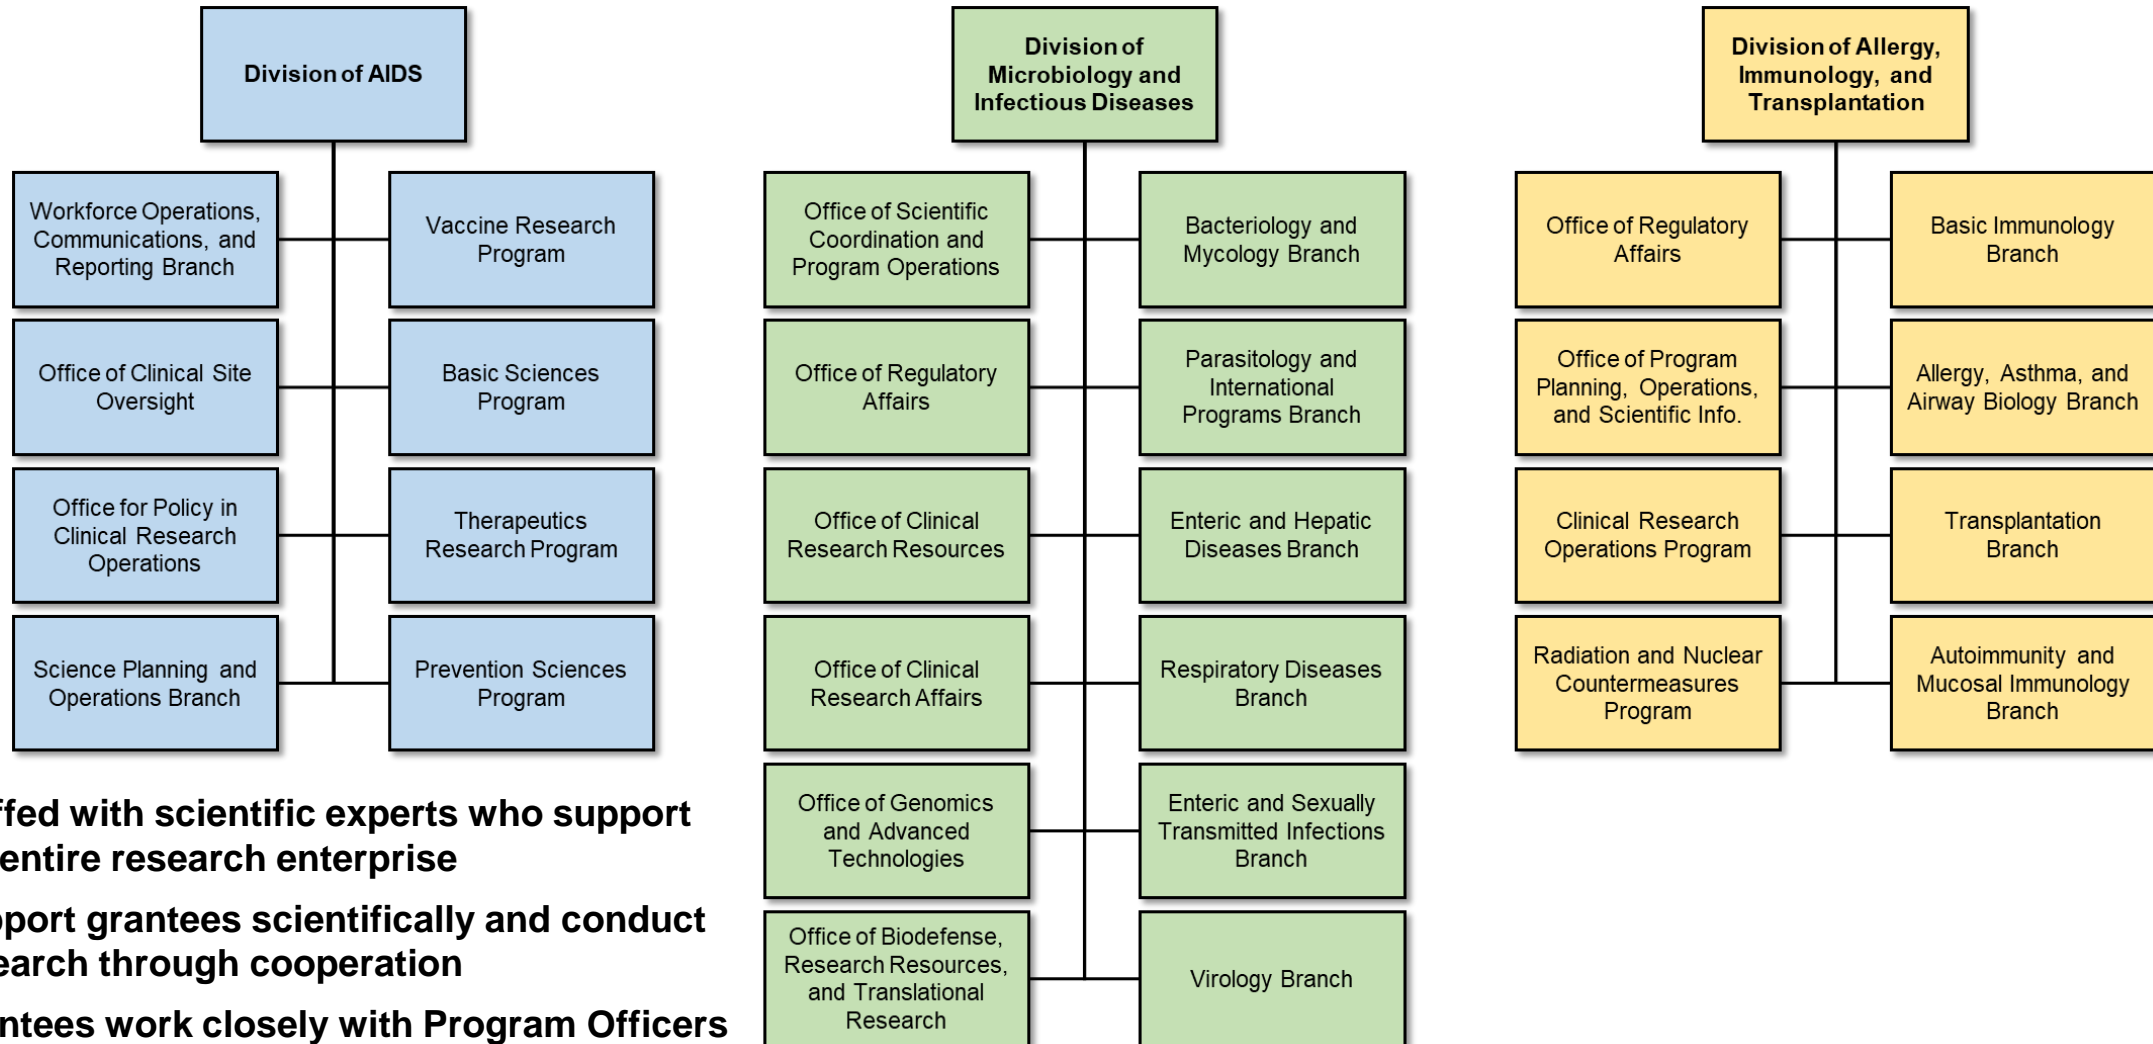 Division of AIDS
Workforce Operations,
Communications, and
Reporting Branch
Vaccine Research
Program
Office of Clinical Site
Oversight
Basic Sciences
Program
Office for Policy in
Clinical Research
Operations
Therapeutics
Research Program
Science Planning and
Operations Branch
Prevention Sciences
Program
Division of
Microbiology and
Infectious Diseases
Office of Scientific
Coordination and
Program Operations
Bacteriology and
Mycology Branch
Office of Regulatory
Affairs
Parasitology and
International
Programs Branch
Office of Clinical
Research Resources
Enteric and Hepatic
Diseases Branch
Office of Clinical
Research Affairs
Respiratory Diseases
Branch
Office of Genomics
and Advanced
Technologies
Enteric and Sexually
Transmitted Infections
Branch
Office of Biodefense,
Research Resources,
and Translational
Research
Virology Branch
Division of Allergy,
Immunology, and
Transplantation
Office of Regulatory
Affairs
Basic Immunology
Branch
Office of Program
Planning, Operations,
and Scientific Info.
Allergy, Asthma, and
Airway Biology Branch
Clinical Research
Operations Program
Transplantation
Branch
Radiation and Nuclear
Countermeasures
Program
Autoimmunity and
Mucosal Immunology
Branch
with scientific experts who support
entire research enterprise
grantees scientifically and conduct
through cooperation
work closely with Program Officers